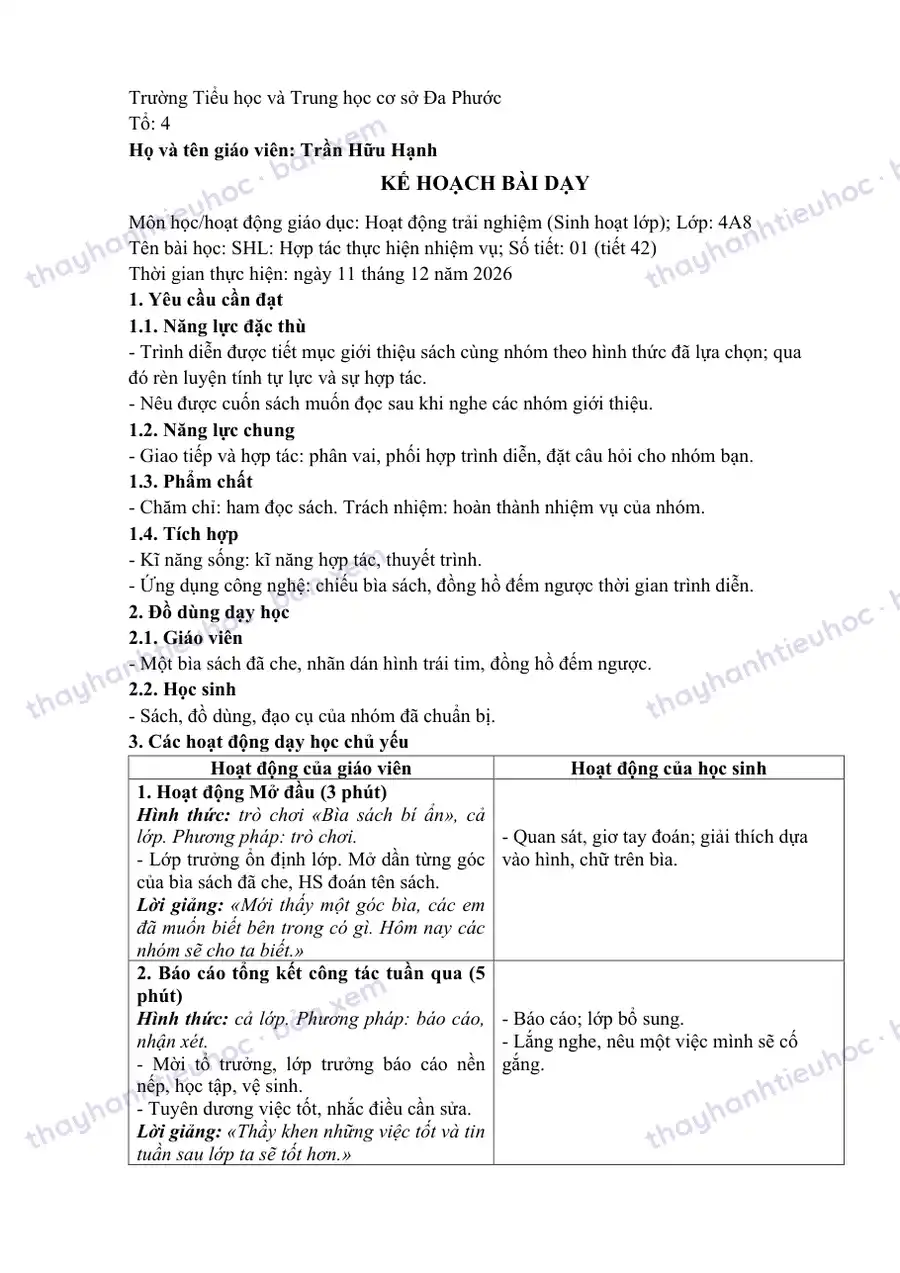 Trường Tiểu học và Trung học cơ sở Đa Phước
Tổ: 4
Họ và tên giáo viên: Trần Hữu Hạnh
KẾ HOẠCH BÀI DẠY
Môn học/hoạt động giáo dục: Hoạt động trải nghiệm (Sinh hoạt lớp); Lớp: 4A8
Tên bài học: SHL: Hợp tác thực hiện nhiệm vụ; Số tiết: 01 (tiết 42)
Thời gian thực hiện: ngày 11 tháng 12 năm 2026
1. Yêu cầu cần đạt
1.1. Năng lực đặc thù
- Trình diễn được tiết mục giới thiệu sách cùng nhóm theo hình thức đã lựa chọn; qua
đó rèn luyện tính tự lực và sự hợp tác.
- Nêu được cuốn sách muốn đọc sau khi nghe các nhóm giới thiệu.
1.2. Năng lực chung
- Giao tiếp và hợp tác: phân vai, phối hợp trình diễn, đặt câu hỏi cho nhóm bạn.
1.3. Phẩm chất
- Chăm chỉ: ham đọc sách. Trách nhiệm: hoàn thành nhiệm vụ của nhóm.
1.4. Tích hợp
- Kĩ năng sống: kĩ năng hợp tác, thuyết trình.
- Ứng dụng công nghệ: chiếu bìa sách, đồng hồ đếm ngược thời gian trình diễn.
2. Đồ dùng dạy học
2.1. Giáo viên
- Một bìa sách đã che, nhãn dán hình trái tim, đồng hồ đếm ngược.
2.2. Học sinh
- Sách, đồ dùng, đạo cụ của nhóm đã chuẩn bị.
3. Các hoạt động dạy học chủ yếu
Hoạt động của giáo viên
Hoạt động của học sinh
1. Hoạt động Mở đầu (3 phút)
Hình thức: trò chơi «Bìa sách bí ẩn», cả
lớp. Phương pháp: trò chơi.
- Lớp trưởng ổn định lớp. Mở dần từng góc
của bìa sách đã che, HS đoán tên sách.
Lời giảng: «Mới thấy một góc bìa, các em
đã muốn biết bên trong có gì. Hôm nay các
nhóm sẽ cho ta biết.»
- Quan sát, giơ tay đoán; giải thích dựa
vào hình, chữ trên bìa.
2. Báo cáo tổng kết công tác tuần qua (5
phút)
Hình thức: cả lớp. Phương pháp: báo cáo,
nhận xét.
- Mời tổ trưởng, lớp trưởng báo cáo nền
nếp, học tập, vệ sinh.
- Tuyên dương việc tốt, nhắc điều cần sửa.
Lời giảng: «Thầy khen những việc tốt và tin
tuần sau lớp ta sẽ tốt hơn.»
- Báo cáo; lớp bổ sung.
- Lắng nghe, nêu một việc mình sẽ cố
gắng.
thayhanhtieuhoc · bản xem
thayhanhtieuhoc · b
thayhanhtieuhoc · bản xem
thayhanhtieuhoc · b
thayhanhtieuhoc · bản xem
thayhanhtieuhoc · b